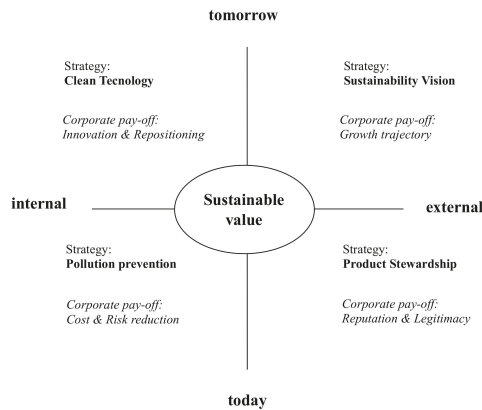 tomorrow
Strategy:
Clean Tecnology
Corporate pay-off:
Innovation & Repositioning
Strategy:
Sustainability Vision
Corporate pay-off:
Growth trajectory
internal
Sustainable
value
external
Strategy:
Pollution prevention
Corporate pay-off:
Cost & Risk reduction
Strategy:
Product Stewardship
Corporate pay-off:
Reputation & Legitimacy
today